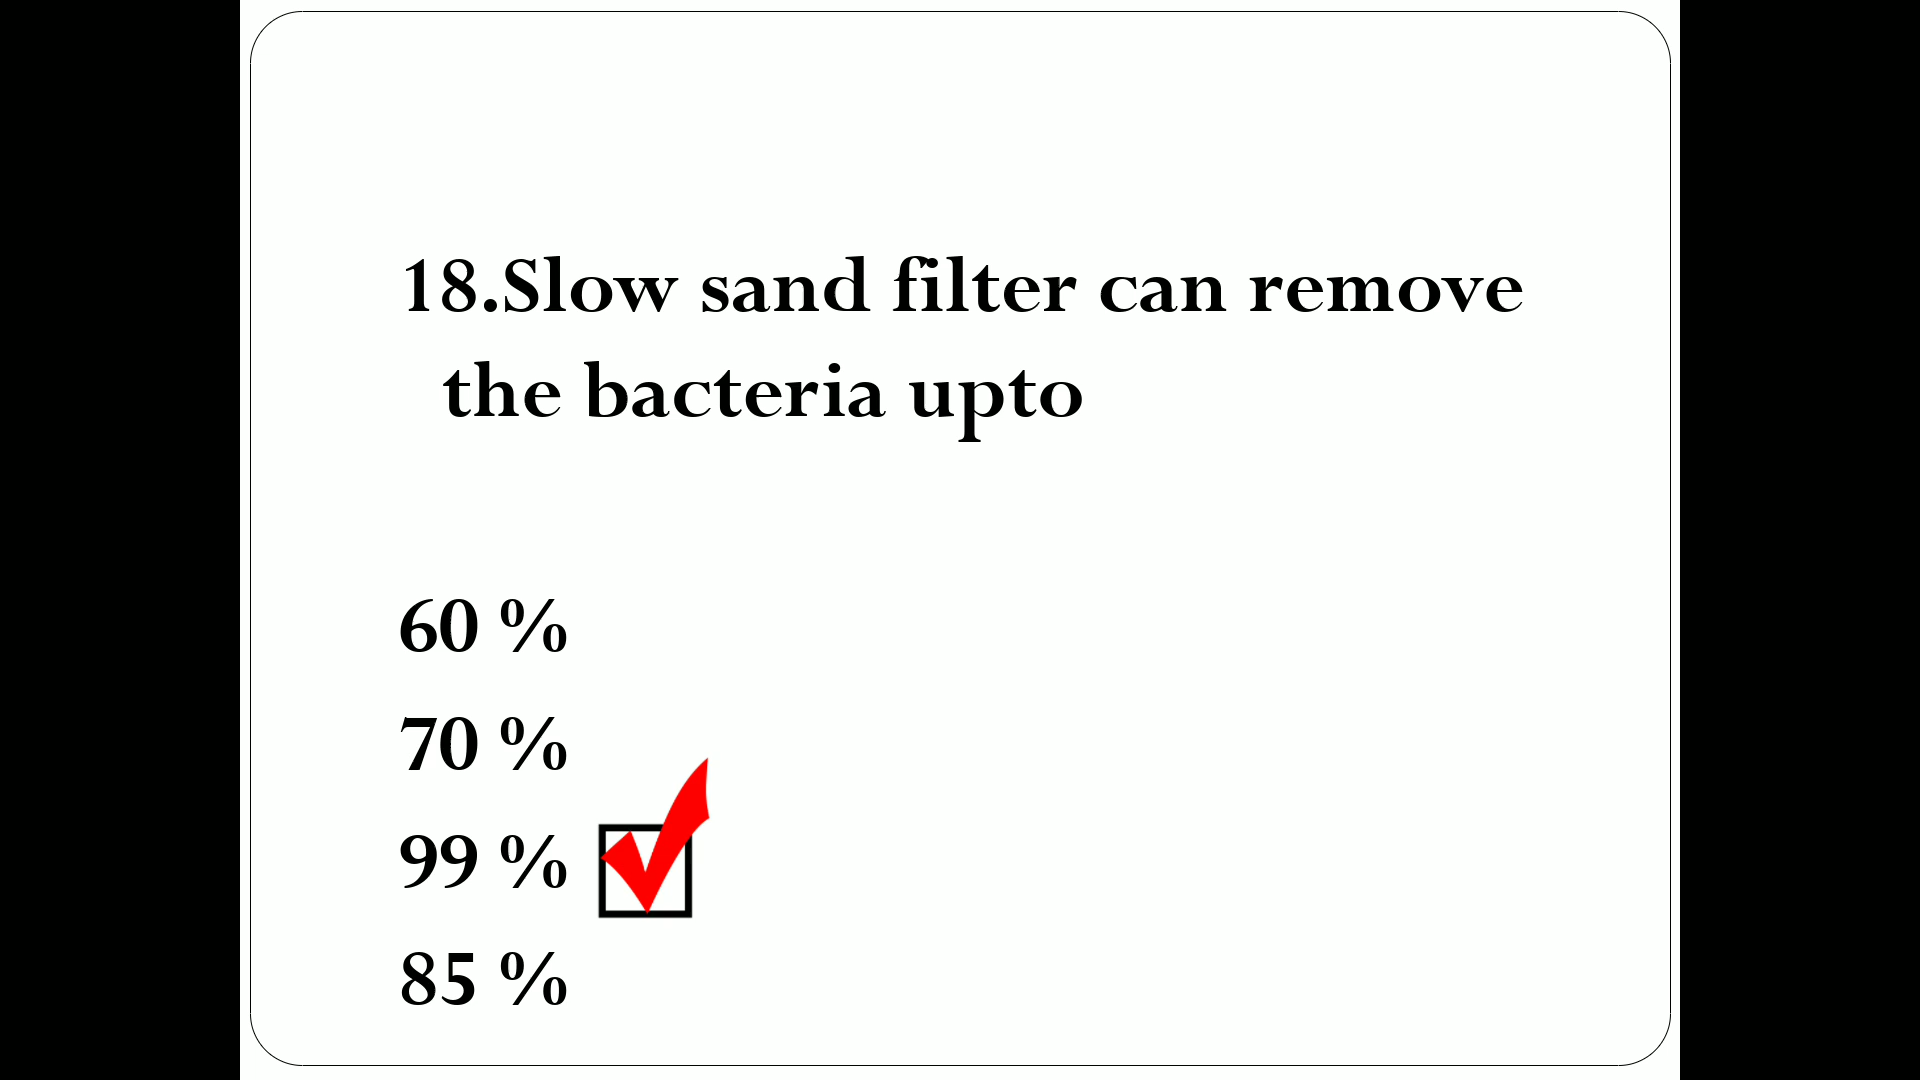 18.Slow sand filter can remove
the bacteria upto
60 %
70 %
99 %
85 %